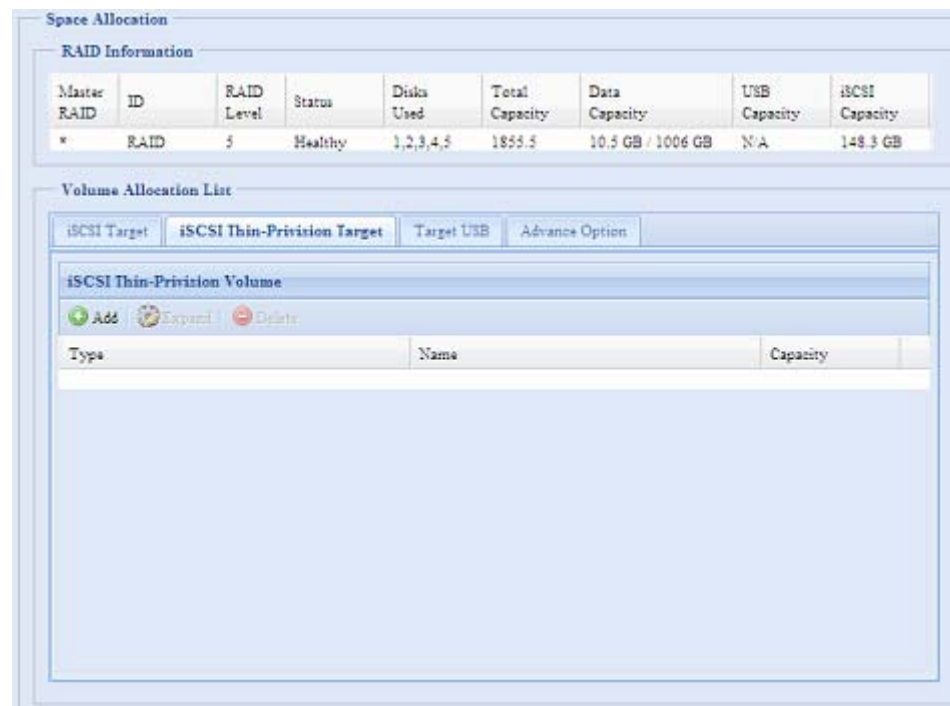 Space Allocation
RAID Information
Master RAID ID RAID Level Status Disks Used Total Capacity Data Capacity USB Capacity iSCSI Capacity
* RAID 5 Healthy 1,2,3,4,5 1855.5 10.5 GB / 1006 GB N/A 148.3 GB
Volume Allocation List
iSCSI Target iSCSI Thin-Privision Target Target USB Advance Option
iSCSI Thin-Privision Volume
Add Expand Delete
Type Name Capacity